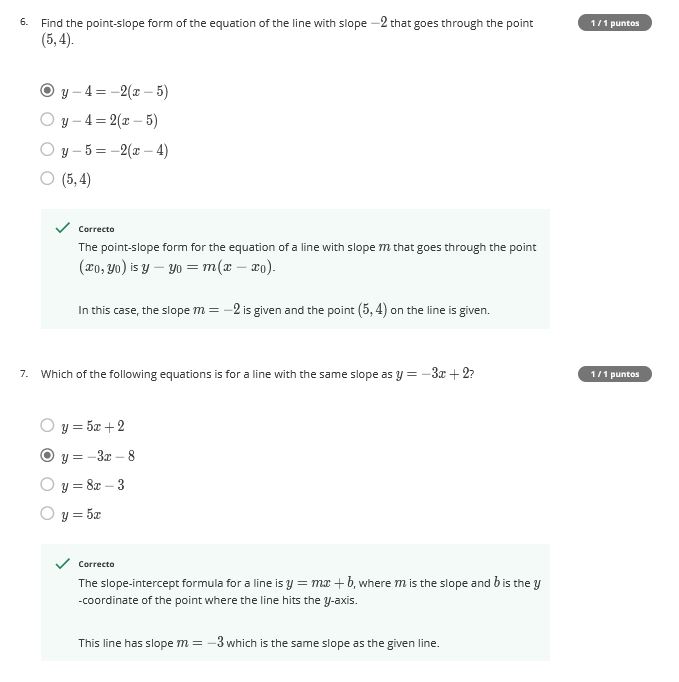 6. Find the point-slope form of the equation of the line with slope −2 that goes through the point
(5, 4).
1 / 1 puntos
y − 4 = −2(x − 5)
y − 4 = 2(x − 5)
y − 5 = −2(x − 4)
(5, 4)
Correcto
The point-slope form for the equation of a line with slope m that goes through the point
(x₀, y₀) is y − y₀ = m(x − x₀).
In this case, the slope m = −2 is given and the point (5, 4) on the line is given.
7. Which of the following equations is for a line with the same slope as y = −3x + 2?
1 / 1 puntos
y = 5x + 2
y = −3x − 8
y = 8x − 3
y = 5x
Correcto
The slope-intercept formula for a line is y = mx + b, where m is the slope and b is the y
-coordinate of the point where the line hits the y-axis.
This line has slope m = −3 which is the same slope as the given line.